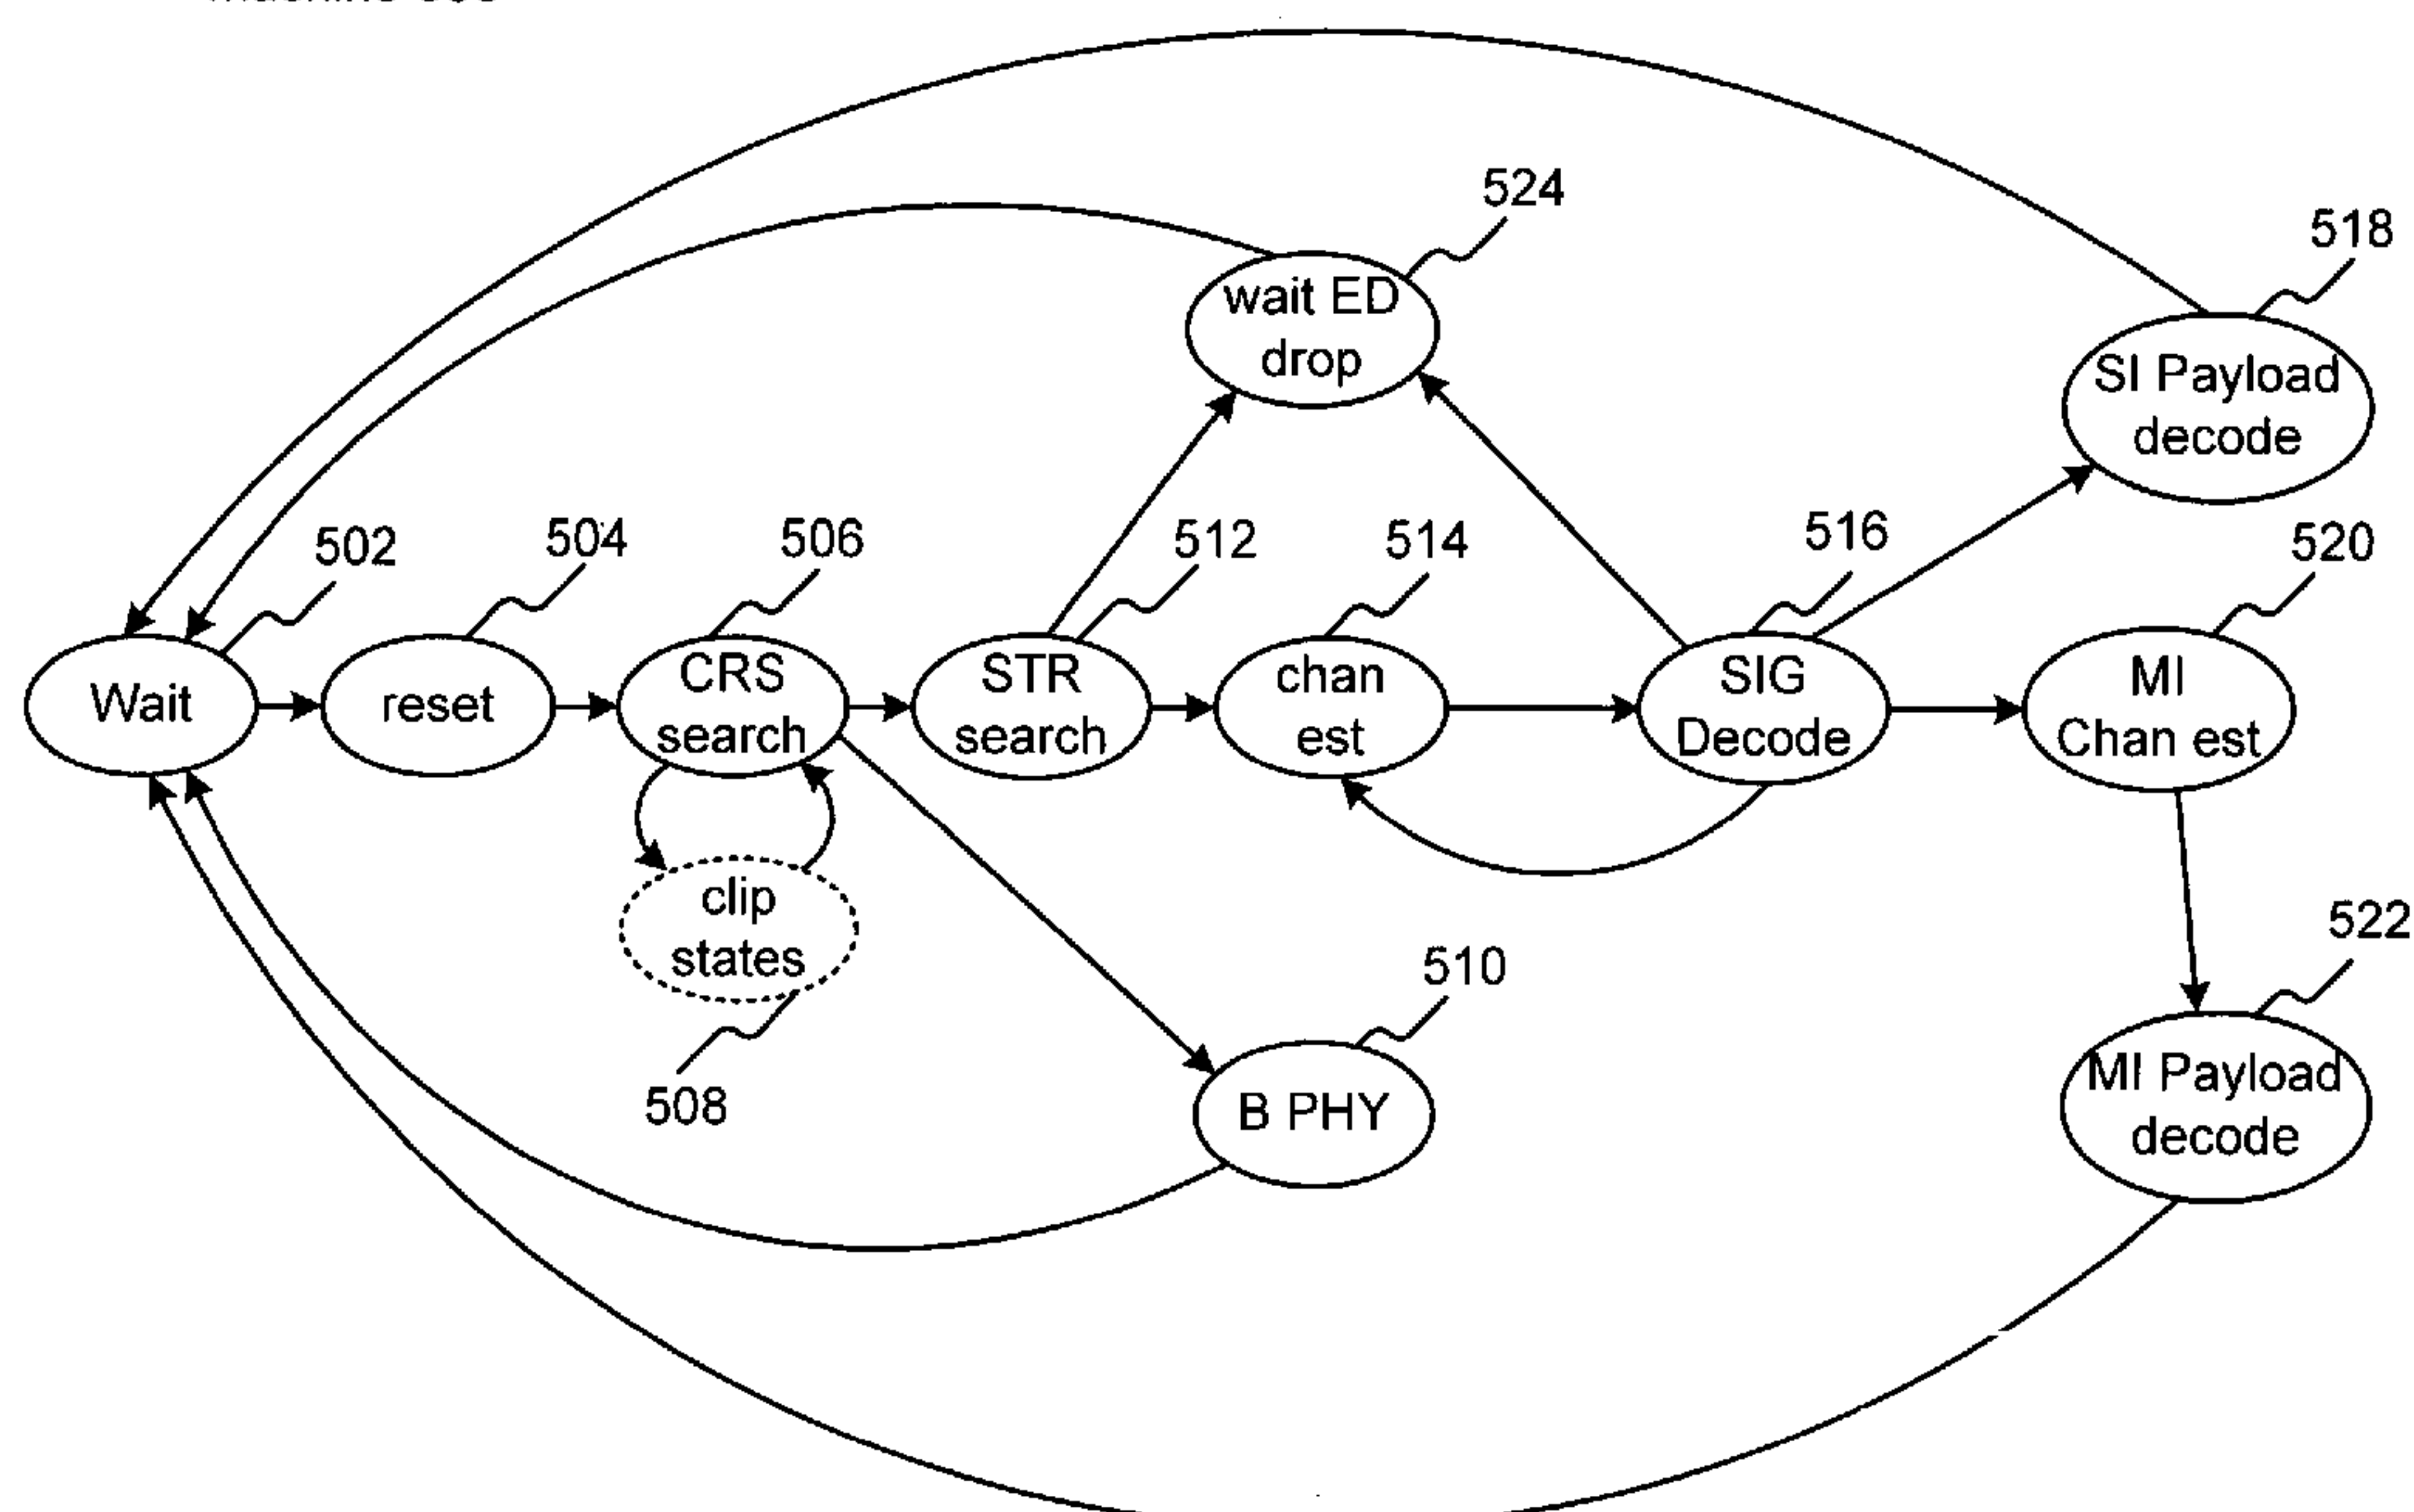 524
518
wait ED
drop
SI Payload
decode
502
504
506
512
514
516
520
Wait
reset
CRS
search
STR
search
chan
est
SIG
Decode
MI
Chan est
clip
states
508
510
B PHY
522
MI Payload
decode